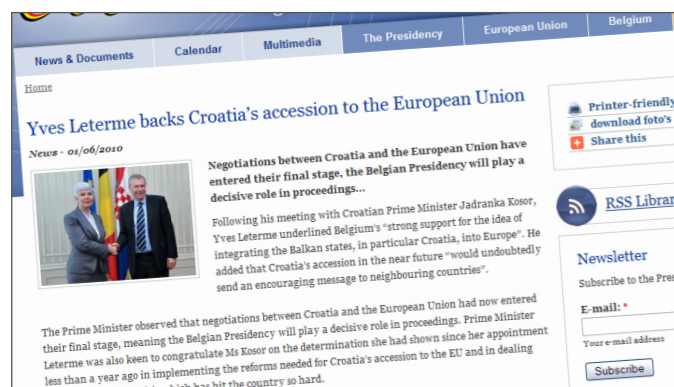 News & Documents
Calendar
Multimedia
The Presidency
European Union
Belgium
Home
Yves Leterme backs Croatia's accession to the European Union
News - 01/06/2010
Negotiations between Croatia and the European Union have
entered their final stage, the Belgian Presidency will play a
decisive role in proceedings...
Following his meeting with Croatian Prime Minister Jadranka Kosor,
Yves Leterme underlined Belgium's "strong support for the idea of
integrating the Balkan states, in particular Croatia, into Europe". He
added that Croatia's accession in the near future "would undoubtedly
send an encouraging message to neighbouring countries".
The Prime Minister observed that negotiations between Croatia and the European Union had now entered
their final stage, meaning the Belgian Presidency will play a decisive role in proceedings. Prime Minister
Leterme was also keen to congratulate Ms Kosor on the determination she had shown since her appointment
less than a year ago in implementing the reforms needed for Croatia's accession to the EU and in dealing
which has hit the country so hard.
Printer-friendly
download foto's
Share this
RSS Librar
Newsletter
Subscribe to the Pres
E-mail: *
Your e-mail address
Subscribe